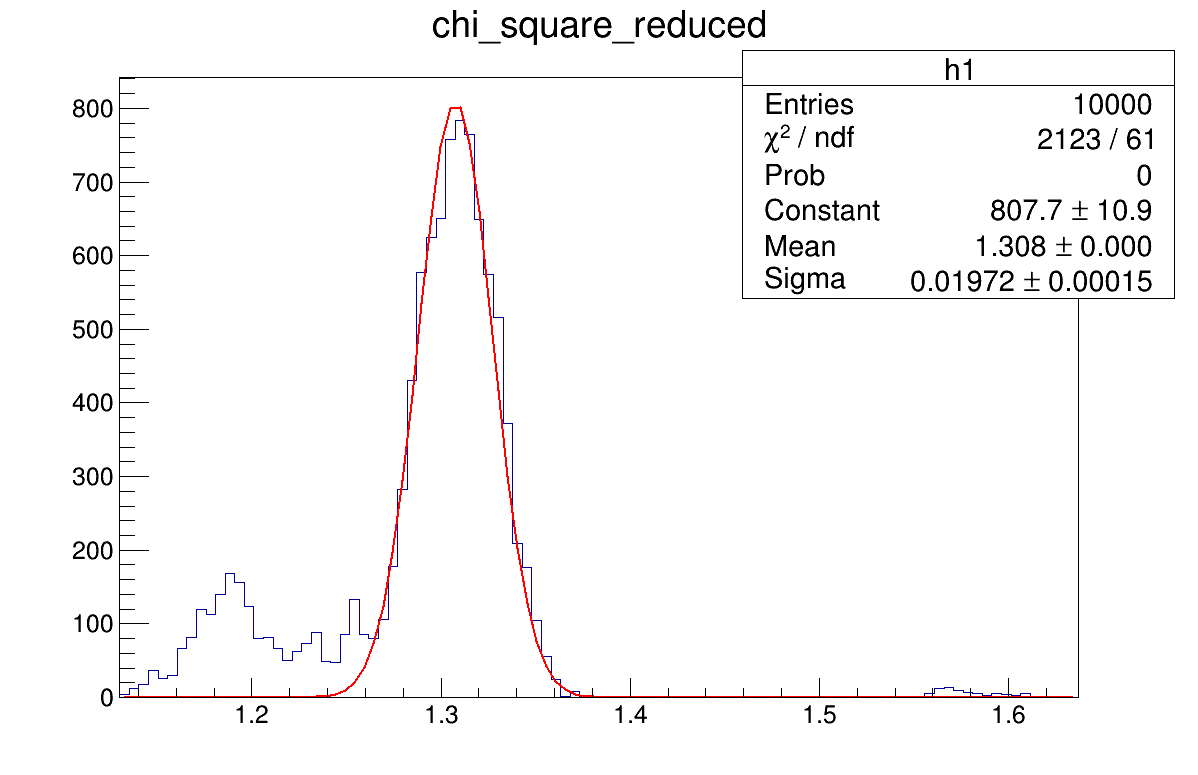 chi_square_reduced
h1
Entries 10000
χ² / ndf 2123 / 61
Prob 0
Constant 807.7 ± 10.9
Mean 1.308 ± 0.000
Sigma 0.01972 ± 0.00015
800
700
600
500
400
300
200
100
0
1.2 1.3 1.4 1.5 1.6